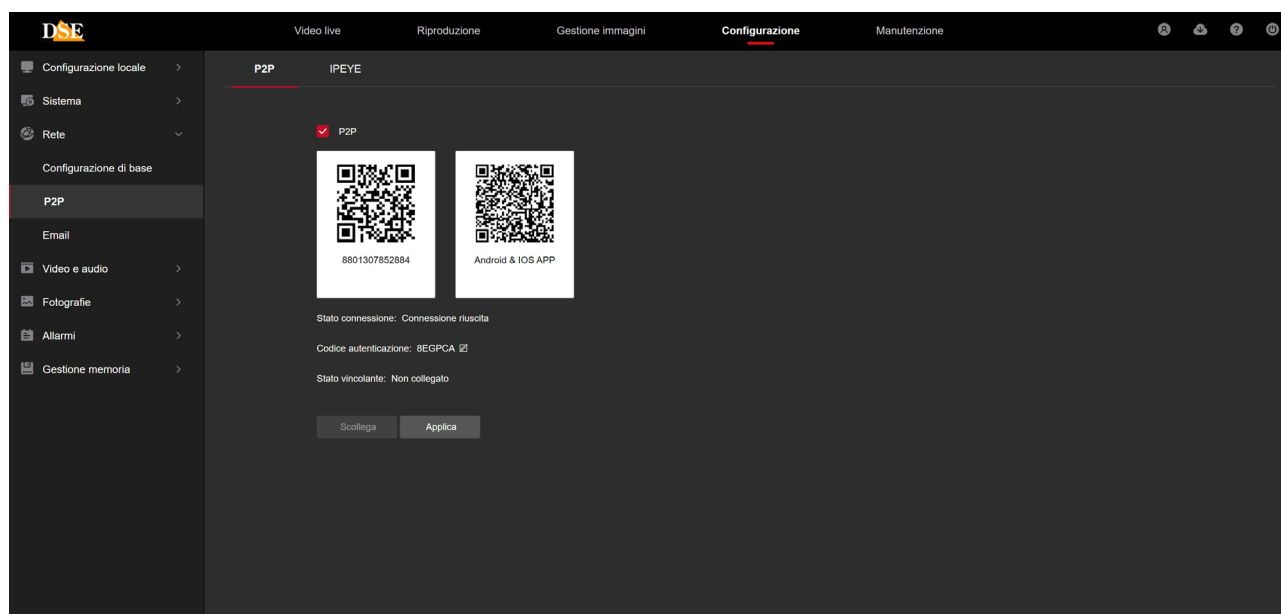 DSE
Video live Riproduzione Gestione immagini Configurazione Manutenzione
Configurazione locale
Sistema
Rete
Configurazione di base
P2P
Email
Video e audio
Fotografie
Allarmi
Gestione memoria
P2P IPEYE
P2P
8801307852884 Android & IOS APP
Stato connessione: Connessione riuscita
Codice autenticazione: 8EGPCA
Stato vincolante: Non collegato
Scollega Applica